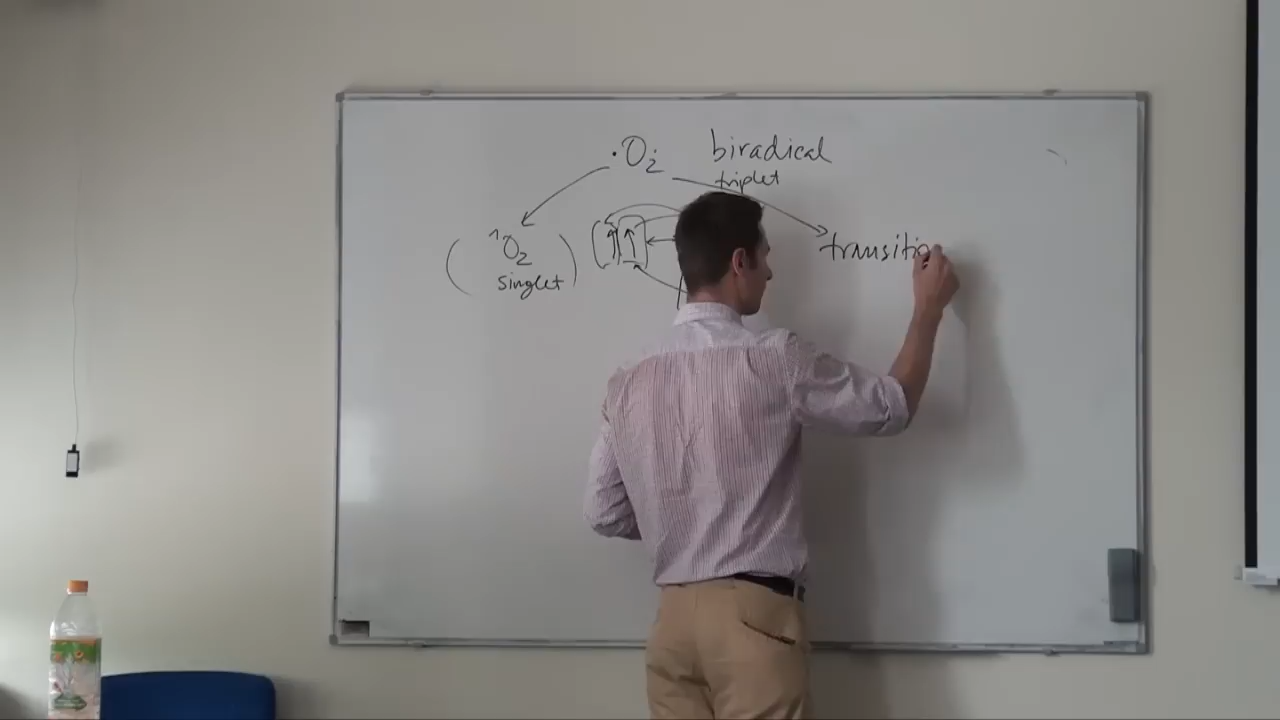 ·O₂· biradical
triplet
¹O₂
singlet
transitio